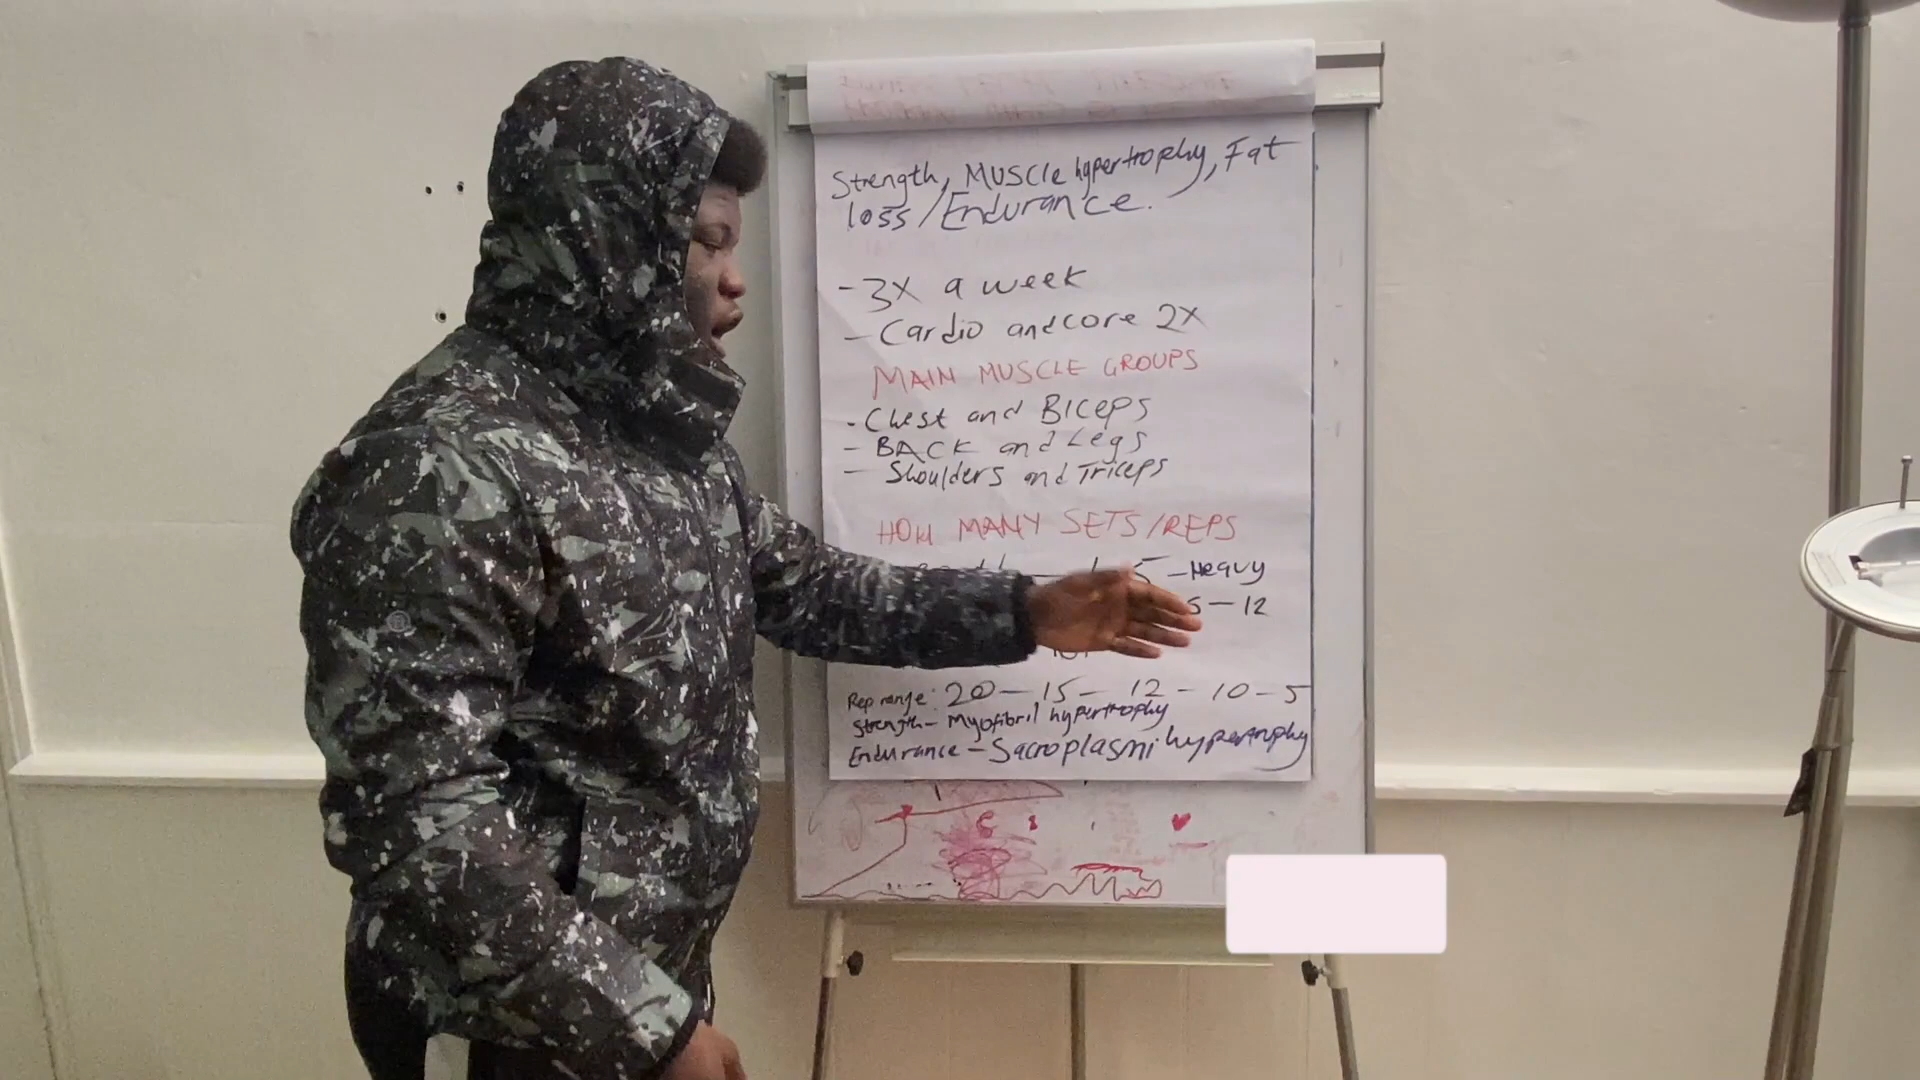 Strength, Muscle hypertrophy, Fat
loss/Endurance.
- 3X a week
- Cardio and core 2X
MAIN MUSCLE GROUPS
- Chest and Biceps
- BACK and Legs
- Shoulders and Triceps
HOW MANY SETS/REPS
5 - Heavy
- 12
Rep range: 20 - 15 - 12 - 10 - 5
Strength - Myofibril hypertrophy
Endurance - Sacroplasmi hypertrophy